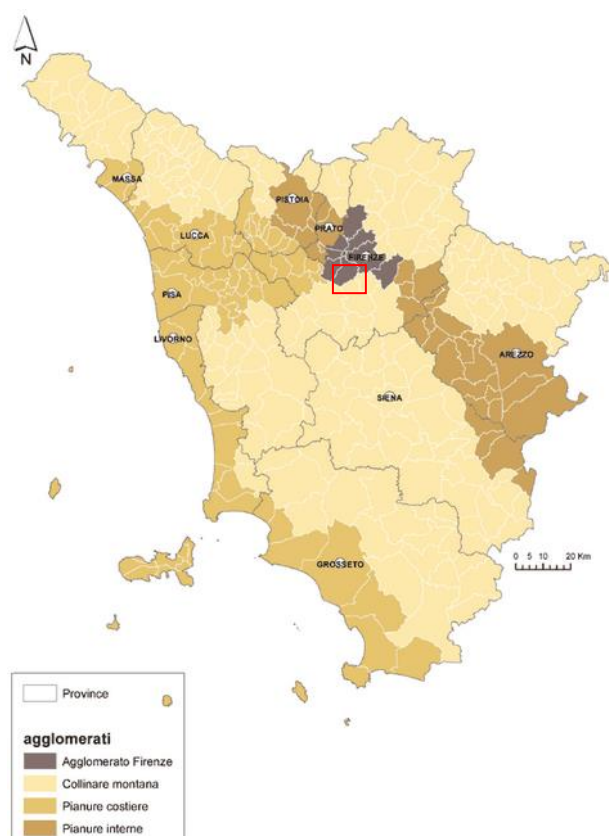 N
MASSA
PISTOIA
PRATO
LUCCA
FIRENZE
PISA
LIVORNO
AREZZO
SIENA
GROSSETO
0 5 10 20 Km
Province
agglomerati
Agglomerato Firenze
Collinare montana
Pianure costiere
Pianure interne